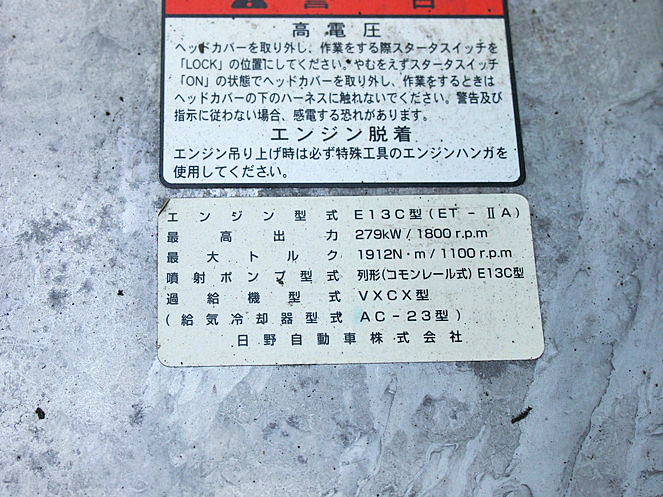 警告
高電圧
ヘッドカバーを取り外し、作業をする際スタータスイッチを
「LOCK」の位置にしてください。やむをえずスタータスイッチ
「ON」の状態でヘッドカバーを取り外し、作業をするときは
ヘッドカバーの下のハーネスに触れないでください。警告及び
指示に従わない場合、感電する恐れがあります。
エンジン脱着
エンジン吊り上げ時は必ず特殊工具のエンジンハンガを
使用してください。
エンジン型式 E13C型(ET-ⅡA)
最高出力 279kW/1800r.p.m
最大トルク 1912N・m/1100r.p.m
噴射ポンプ型式 列形(コモンレール式)E13C型
過給機型式 VXCX型
(給気冷却器型式 AC-23型)
日野自動車株式会社